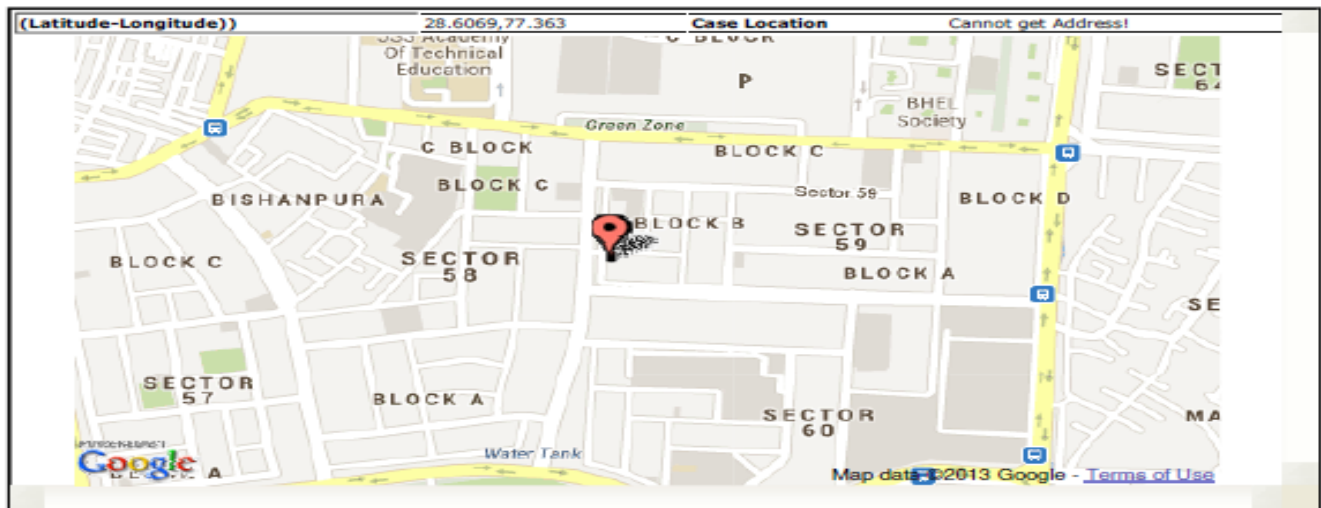 (Latitude-Longitude)) 28.6069,77.363 Case Location Cannot get Address!
JSS Academy
Of Technical
Education
C BLOCK
P
SECT
BHEL
Society
Green Zone
C BLOCK
BLOCK C
BLOCK C
BISHANPURA
Sector 59
BLOCK D
BLOCK B
SECTOR
59
BLOCK C
SECTOR
58
BLOCK A
SE
SECTOR
57
BLOCK A
SECTOR
60
MA
Water Tank
Google
A
Map data ©2013 Google - Terms of Use